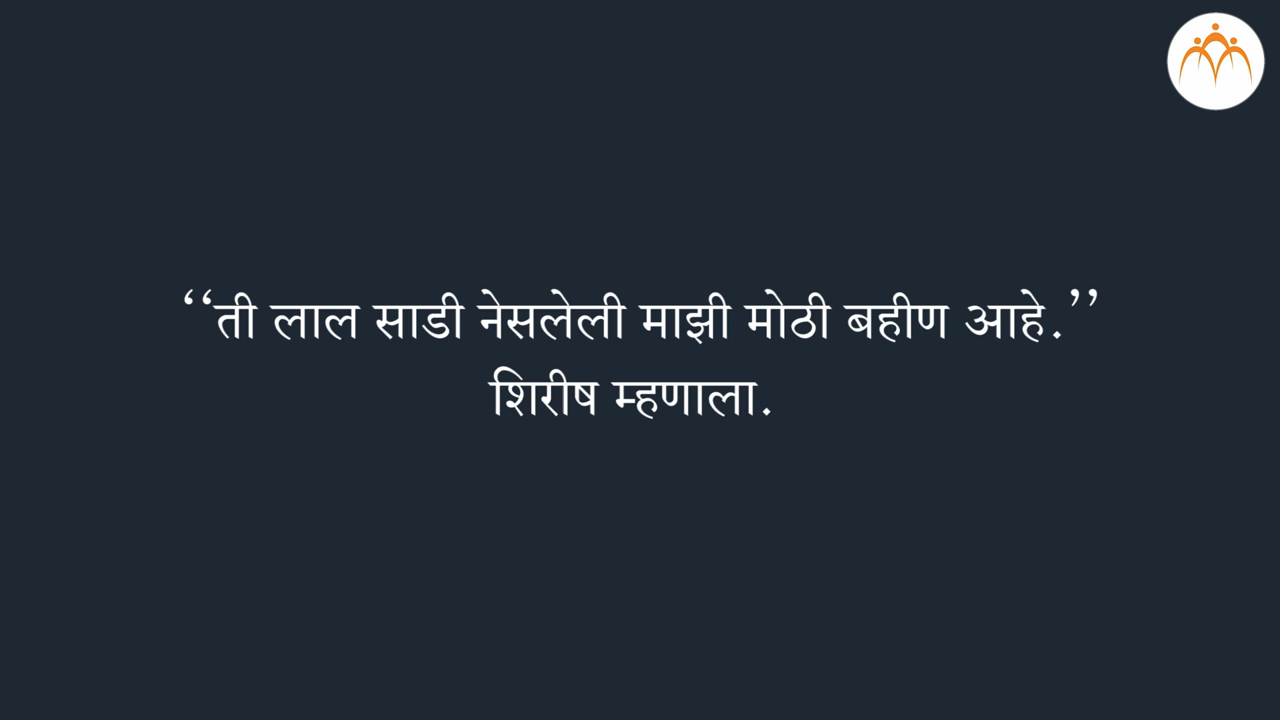 ‘‘ती लाल साडी नेसलेली माझी मोठी बहीण आहे.’’
शिरीष म्हणाला.